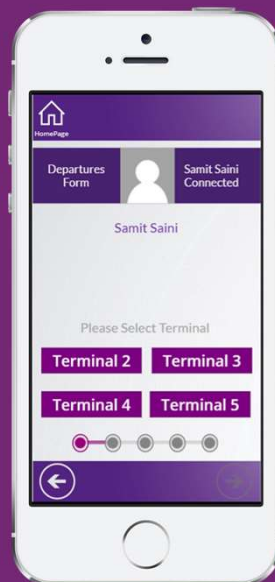 HomePage
Departures
Form
Samit Saini
Connected
Samit Saini
Please Select Terminal
Terminal 2
Terminal 3
Terminal 4
Terminal 5